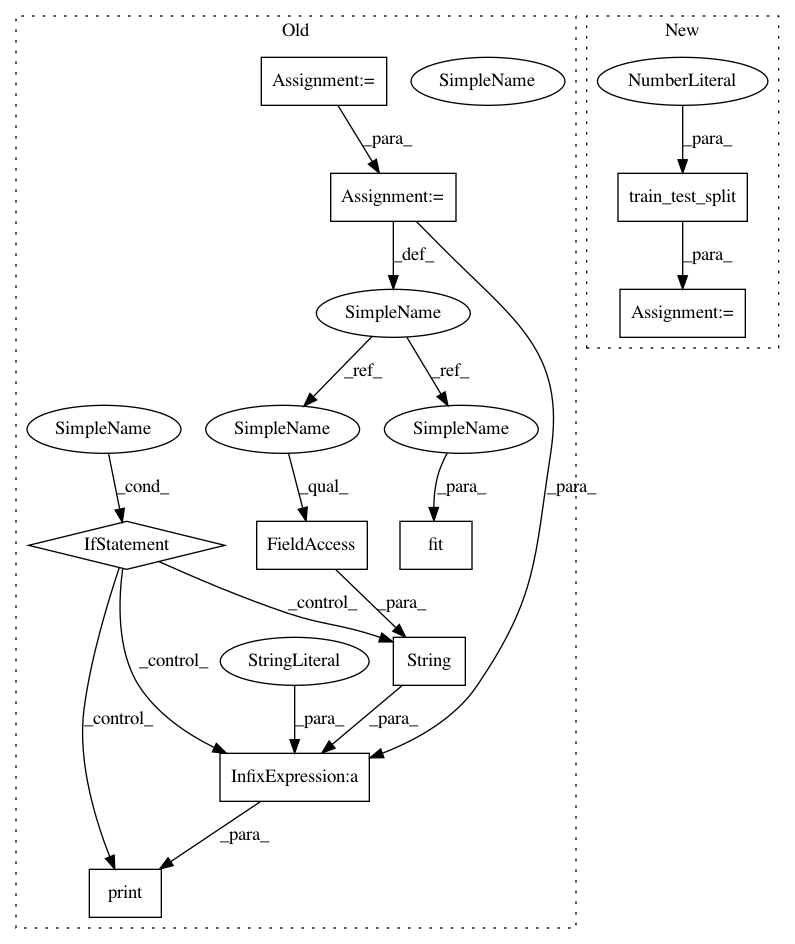 Old
New
Assignment:=
SimpleName
NumberLiteral
_para_
_para_
Assignment:=
train_test_split
_def_
_para_
SimpleName
Assignment:=
_ref_
_ref_
SimpleName
SimpleName
SimpleName
_cond_
_qual_
_para_
_para_
IfStatement
FieldAccess
fit
_control_
_para_
_control_
StringLiteral
String
_control_
_para_
_para_
InfixExpression:a
_para_
print